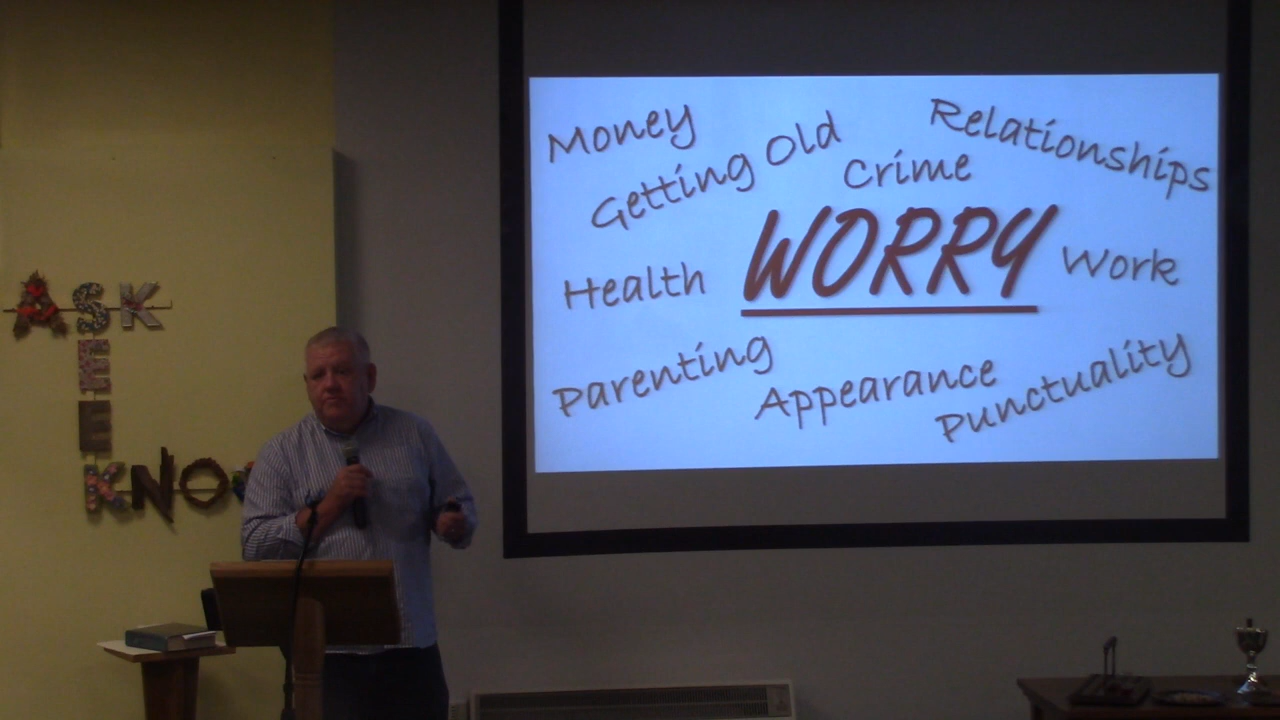 Money
Getting Old
Relationships
Crime
WORRY
Health
Work
Parenting
Appearance
Punctuality
ASK
SEEK
KNO